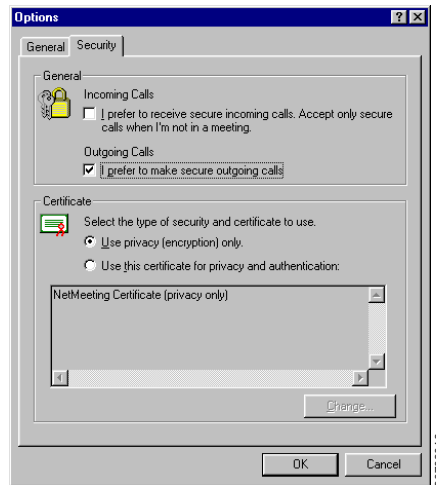 Options
General Security
General
Incoming Calls
I prefer to receive secure incoming calls. Accept only secure
calls when I'm not in a meeting.
Outgoing Calls
I prefer to make secure outgoing calls
Certificate
Select the type of security and certificate to use.
Use privacy (encryption) only.
Use this certificate for privacy and authentication:
NetMeeting Certificate (privacy only)
Change...
OK Cancel